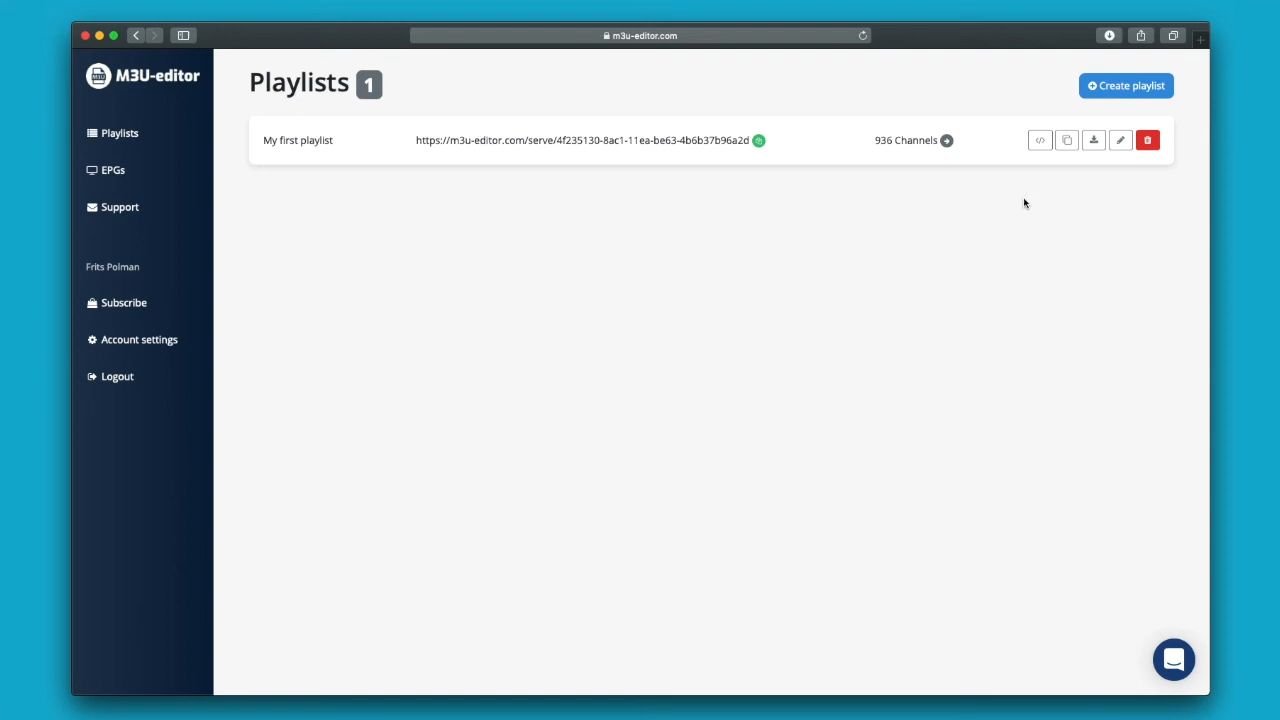 m3u-editor.com
M3U-editor
Playlists
EPGs
Support
Frits Polman
Subscribe
Account settings
Logout
Playlists 1
Create playlist
My first playlist https://m3u-editor.com/serve/4f235130-8ac1-11ea-be63-4b6b37b96a2d 936 Channels